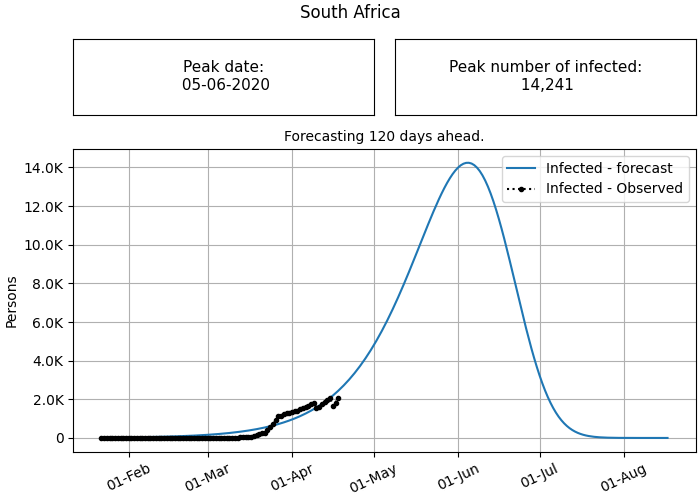 South Africa
Peak date:
05-06-2020
Peak number of infected:
14,241
Forecasting 120 days ahead.
Infected - forecast
Infected - Observed
Persons
14.0K
12.0K
10.0K
8.0K
6.0K
4.0K
2.0K
0
01-Feb
01-Mar
01-Apr
01-May
01-Jun
01-Jul
01-Aug